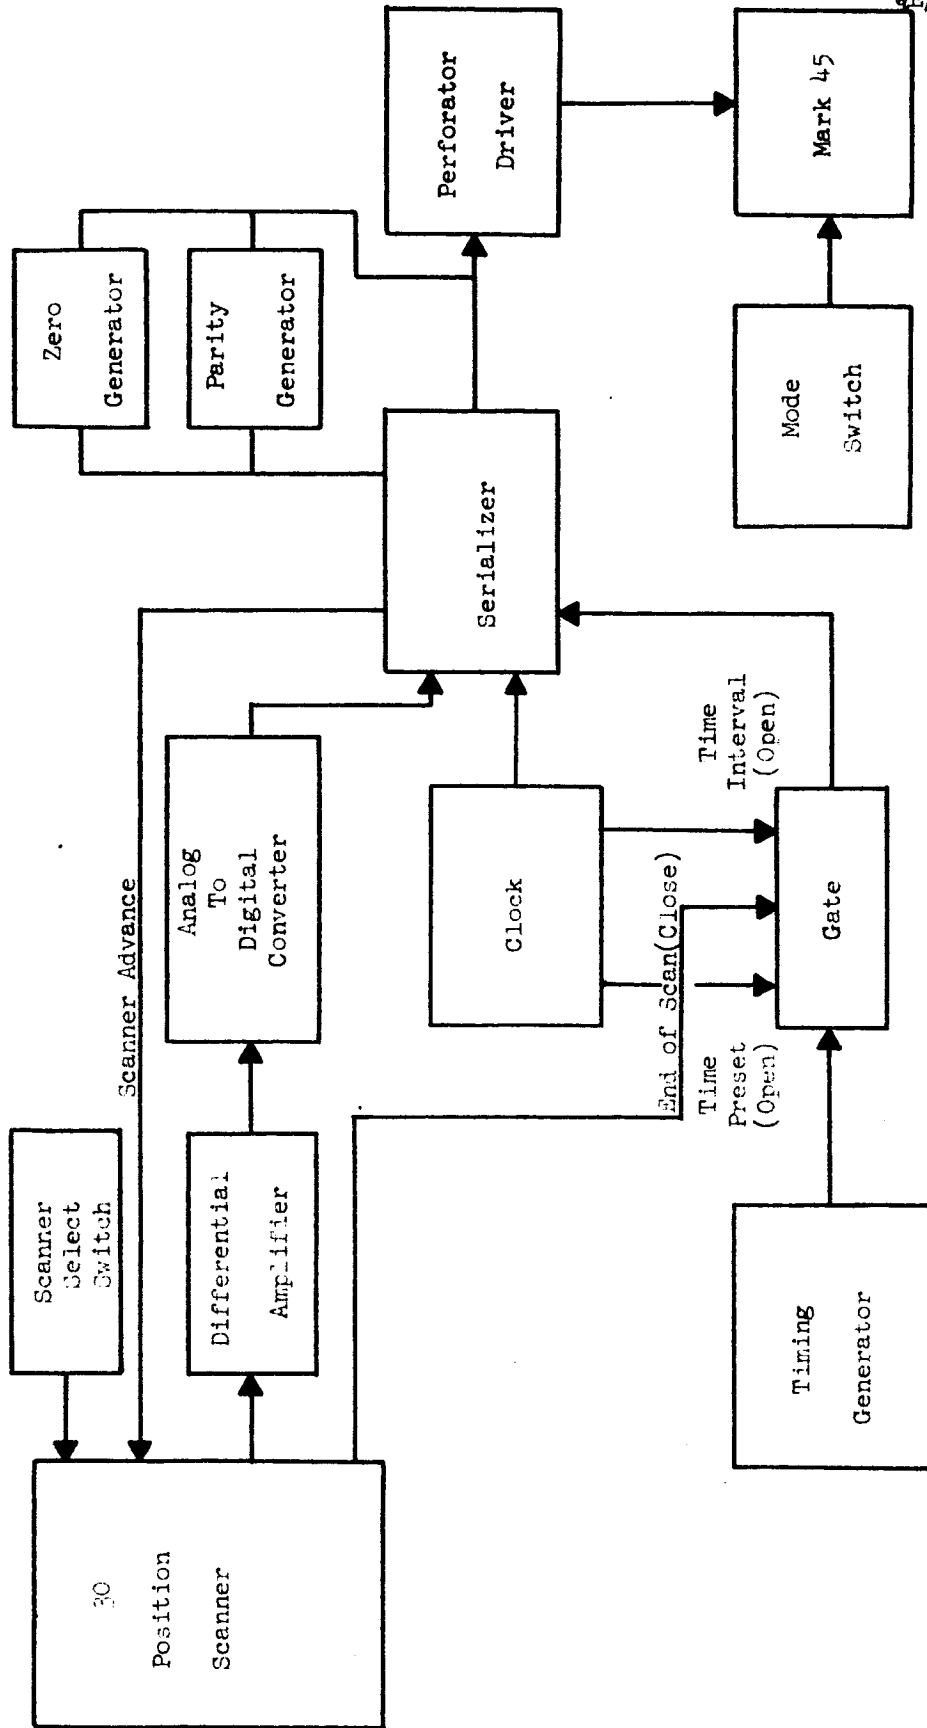 Scanner
Select
Switch
Scanner Advance
Zero
Generator
Parity
Generator
30
Position
Scanner
Differential
Amplifier
Analog
To
Digital
Converter
Serializer
Perforator
Driver
Clock
End of Scan(Close)
Time
Preset
(Open)
Time
Interval
(Open)
Timing
Generator
Gate
Mode
Switch
Mark 45